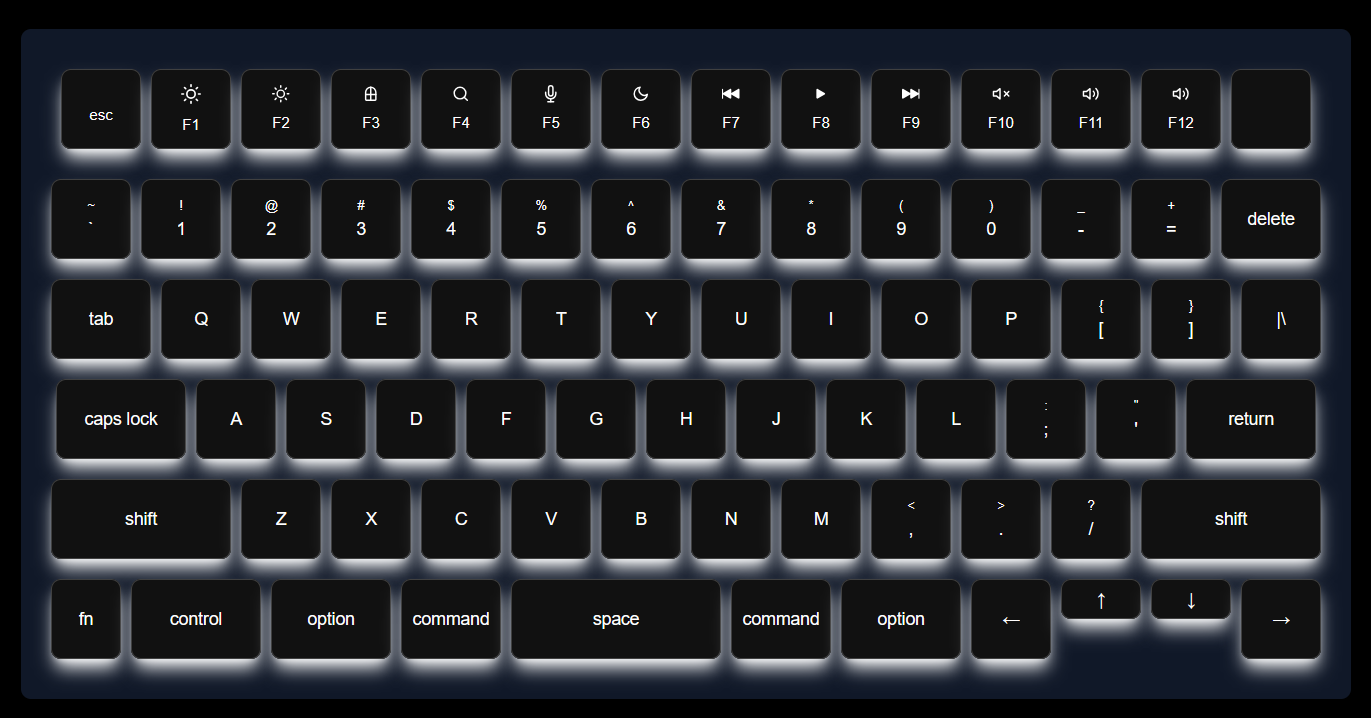 esc F1 F2 F3 F4 F5 F6 F7 F8 F9 F10 F11 F12
~ ! @ # $ % ^ & * ( ) _ +
` 1 2 3 4 5 6 7 8 9 0 - = delete
{ }
tab Q W E R T Y U I O P [ ] |\
: "
caps lock A S D F G H J K L ; ' return
< > ?
shift Z X C V B N M , . / shift
fn control option command space command option ← ↑ ↓ →